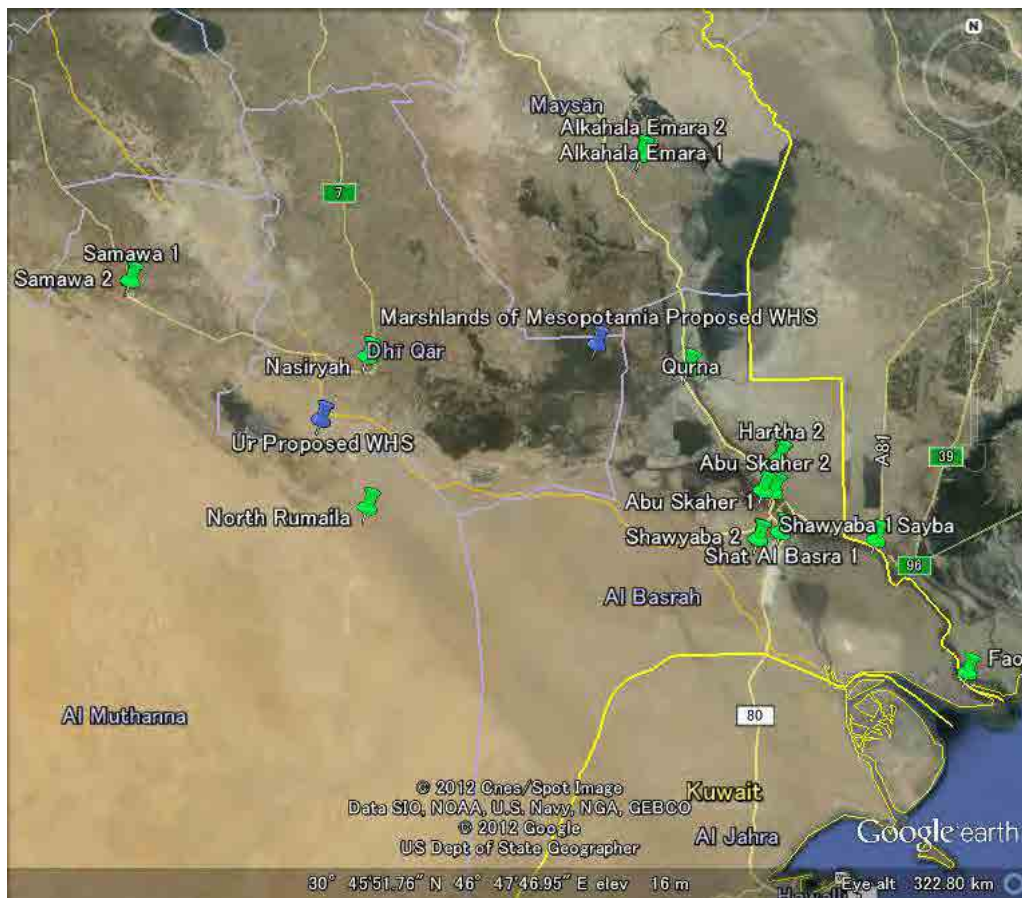 N
Maysān
Alkahala Emara 2
Alkahala Emara 1
7
Samawa 1
Samawa 2
Marshlands of Mesopotamia Proposed WHS
Dhī Qār
Nasiryah
Qurna
Ur Proposed WHS
Hartha 2
A81
39
Abu Skaher 2
Abu Skaher 1
North Rumaila
Shawyaba 1
Sayba
Shawyaba 2
Shat Al Basra 1
96
Al Basrah
Fao
Al Muthanna
80
© 2012 Cnes/Spot Image
Data SIO, NOAA, U.S. Navy, NGA, GEBCO
© 2012 Google
US Dept of State Geographer
Kuwait
Al Jahra
Google earth
30° 45'51.76" N 46° 47'46.95" E elev 16 m
Eye alt 322.80 km